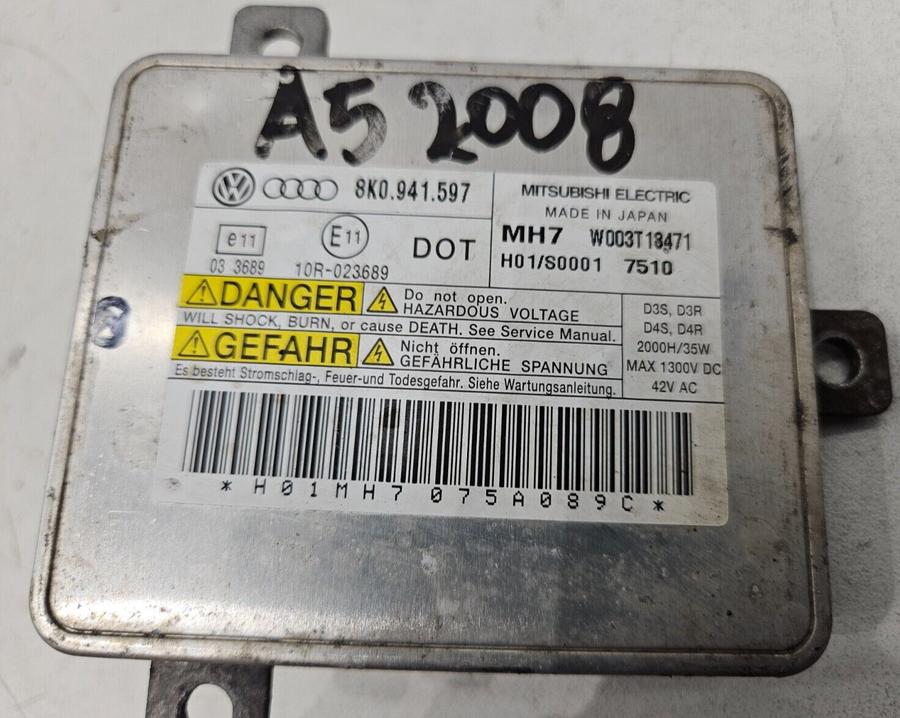 A5 2008
8K0.941.597
MITSUBISHI ELECTRIC
MADE IN JAPAN
e11
E11
DOT
MH7 W003T18471
03 3689
10R-023689
H01/S0001 7510
DANGER
Do not open.
HAZARDOUS VOLTAGE
WILL SHOCK, BURN, or cause DEATH. See Service Manual.
GEFAHR
Nicht öffnen.
GEFÄHRLICHE SPANNUNG
Es besteht Stromschlag-, Feuer-und Todesgefahr. Siehe Wartungsanleitung.
D3S, D3R
D4S, D4R
2000H/35W
MAX 1300V DC
42V AC
*H01MH7075A089C*